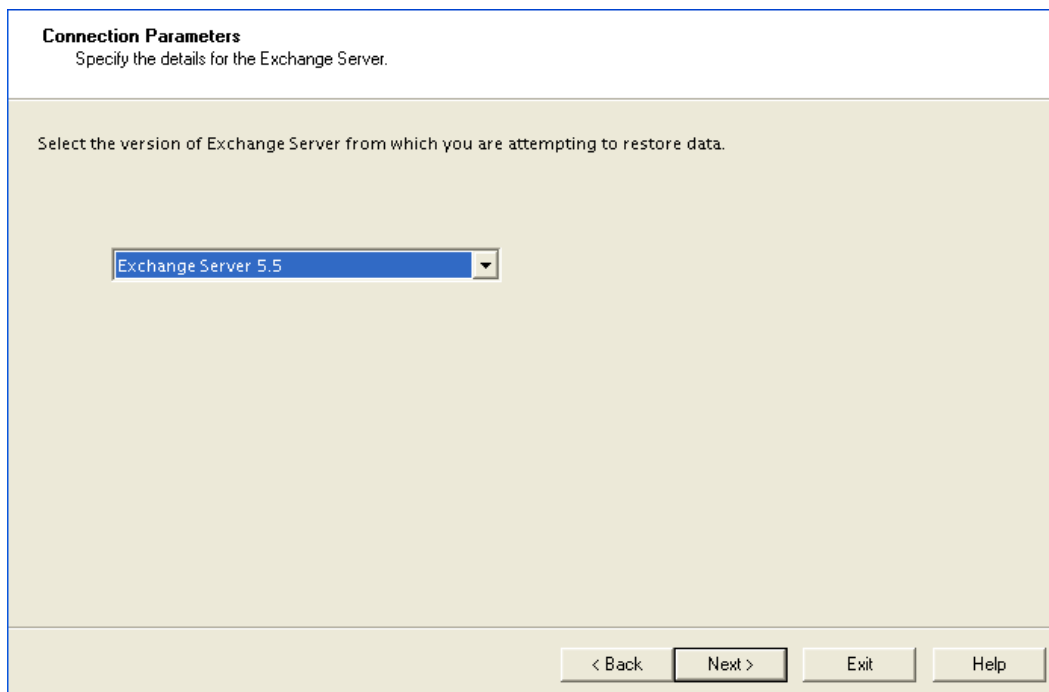 Connection Parameters
Specify the details for the Exchange Server.
Select the version of Exchange Server from which you are attempting to restore data.
Exchange Server 5.5
< Back Next > Exit Help